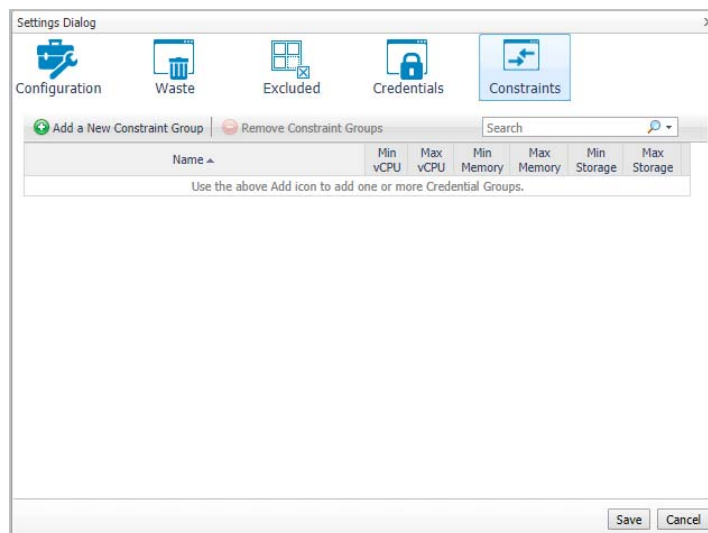 Settings Dialog
Configuration Waste Excluded Credentials Constraints
Add a New Constraint Group Remove Constraint Groups Search
Name Min vCPU Max vCPU Min Memory Max Memory Min Storage Max Storage
Use the above Add icon to add one or more Credential Groups.
Save Cancel